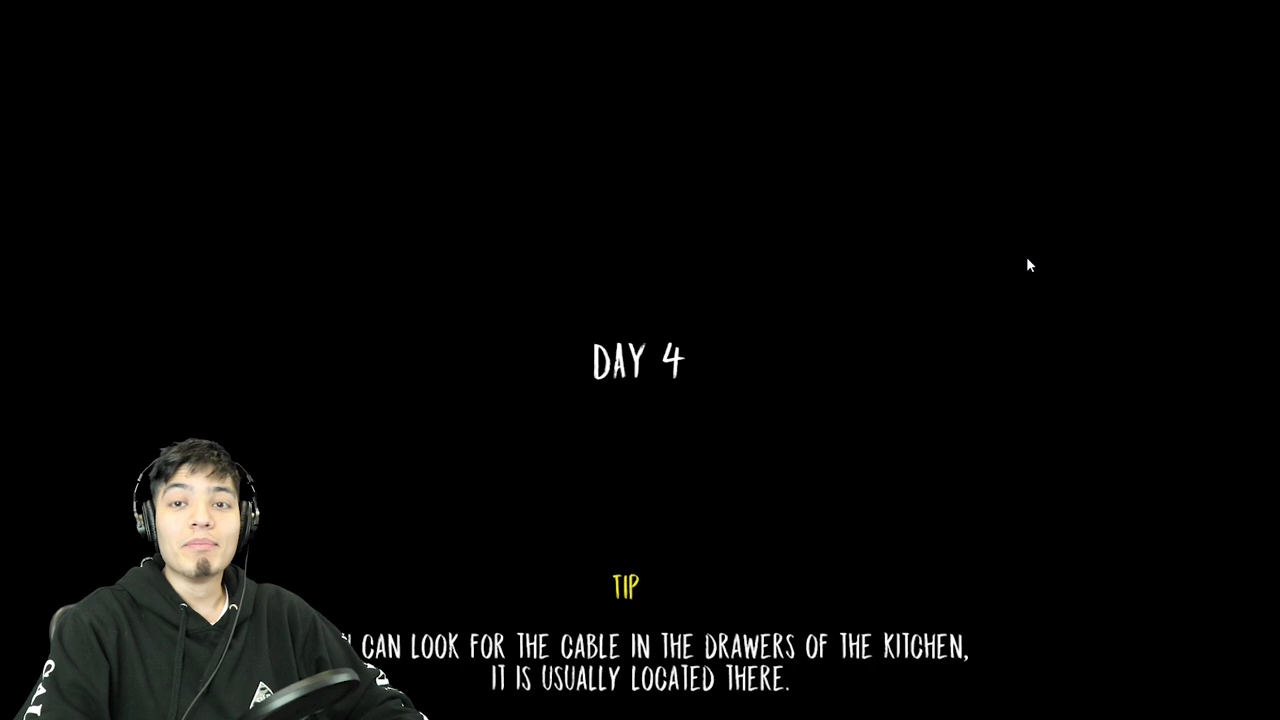 DAY 4
TIP
CAN LOOK FOR THE CABLE IN THE DRAWERS OF THE KITCHEN,
IT IS USUALLY LOCATED THERE.